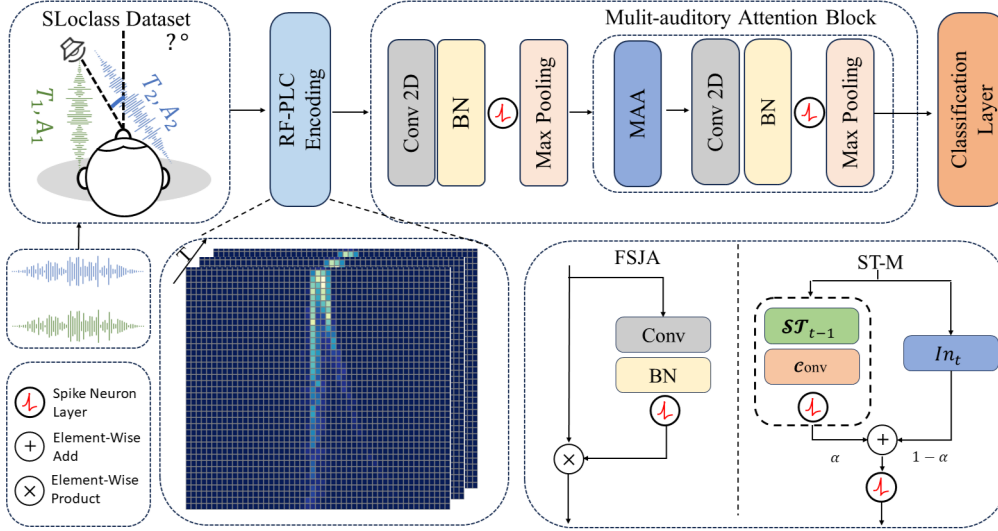 SLoclass Dataset
? °
T₁, A₁
T₂, A₂
RF-PLC
Encoding
Mulit-auditory Attention Block
Conv 2D
BN
Max Pooling
MAA
Conv 2D
BN
Max Pooling
Classification
Layer
Spike Neuron
Layer
Element-Wise
Add
Element-Wise
Product
T
FSJA
Conv
BN
ST-M
𝓢𝓣ₜ₋₁
𝓒onv
Inₜ
α
1 − α